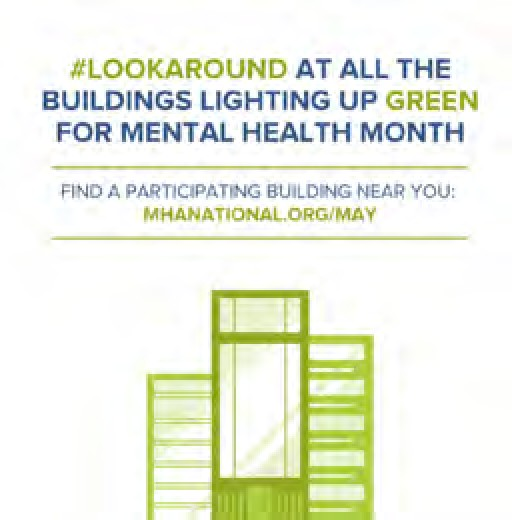 #LOOKAROUND AT ALL THE
BUILDINGS LIGHTING UP GREEN
FOR MENTAL HEALTH MONTH
FIND A PARTICIPATING BUILDING NEAR YOU:
MHANATIONAL.ORG/MAY